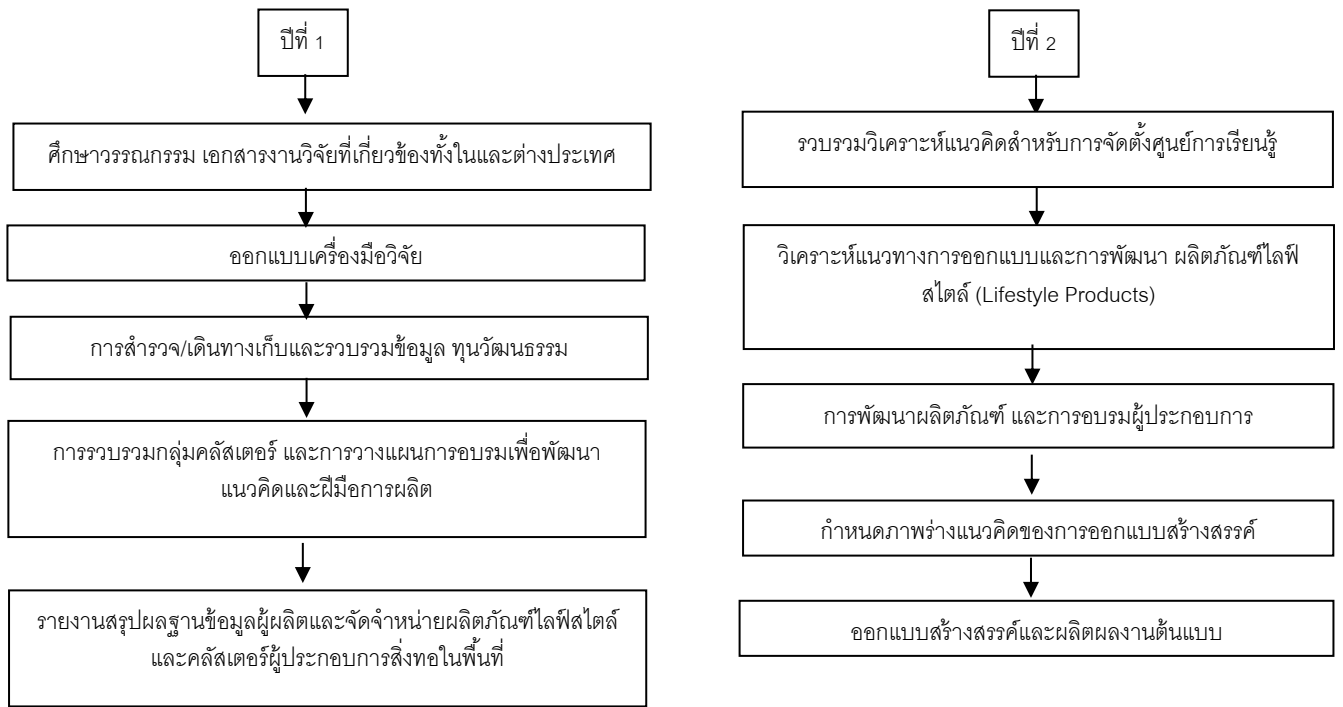 ปีที่ 1
ศึกษาวรรณกรรม เอกสารงานวิจัยที่เกี่ยวข้องทั้งในและต่างประเทศ
ออกแบบเครื่องมือวิจัย
การสำรวจ/เดินทางเก็บและรวบรวมข้อมูล ทุนวัฒนธรรม
การรวบรวมกลุ่มคลัสเตอร์ และการวางแผนการอบรมเพื่อพัฒนา
แนวคิดและฝีมือการผลิต
รายงานสรุปผลฐานข้อมูลผู้ผลิตและจัดจำหน่ายผลิตภัณฑ์ไลฟ์สไตล์
และคลัสเตอร์ผู้ประกอบการสิ่งทอในพื้นที่
ปีที่ 2
รวบรวมวิเคราะห์แนวคิดสำหรับการจัดตั้งศูนย์การเรียนรู้
วิเคราะห์แนวทางการออกแบบและการพัฒนา ผลิตภัณฑ์ไลฟ์
สไตล์ (Lifestyle Products)
การพัฒนาผลิตภัณฑ์ และการอบรมผู้ประกอบการ
กำหนดภาพร่างแนวคิดของการออกแบบสร้างสรรค์
ออกแบบสร้างสรรค์และผลิตผลงานต้นแบบ